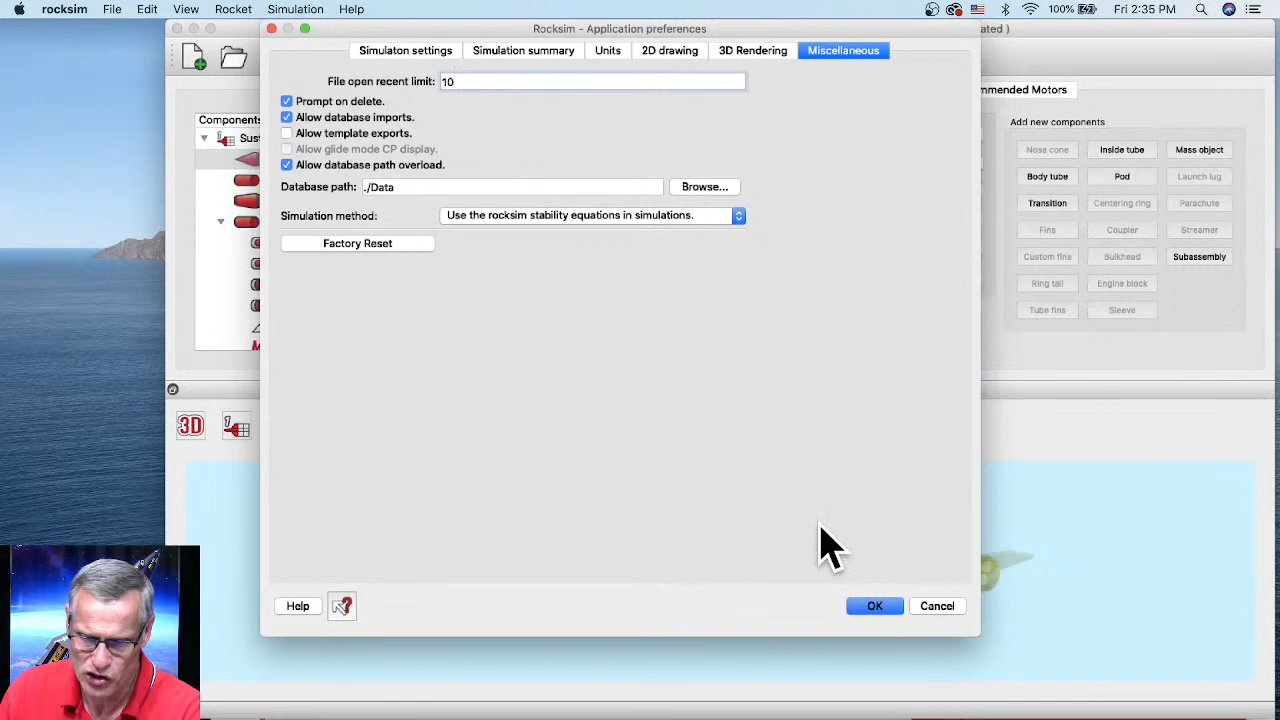 rocksim File Edit View Rocket Simulation Help 100% Fri 2:35 PM
Rocksim - Application preferences
ated )
Simulaton settings Simulation summary Units 2D drawing 3D Rendering Miscellaneous
File open recent limit: 10
Prompt on delete.
Allow database imports.
Allow template exports.
Allow glide mode CP display.
Allow database path overload.
Database path: ./Data Browse...
Simulation method: Use the rocksim stability equations in simulations.
Factory Reset
Help ? OK Cancel
Components
1 Sus
mmended Motors
Add new components
Nose cone Inside tube Mass object
Body tube Pod Launch lug
Transition Centering ring Parachute
Fins Coupler Streamer
Custom fins Bulkhead Subassembly
Ring tail Engine block
Tube fins Sleeve
3D 1